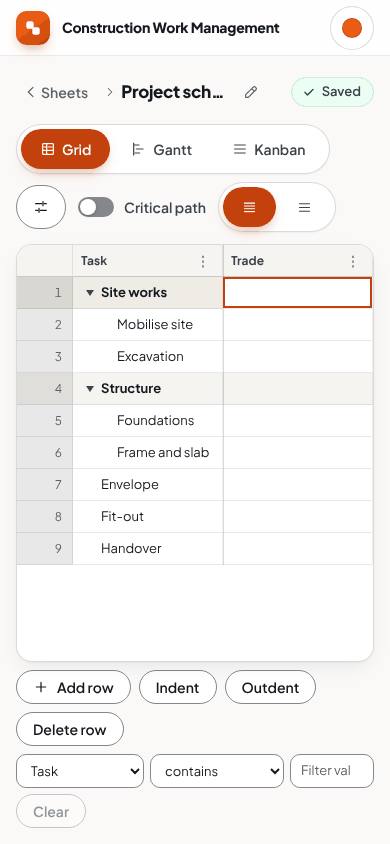 Construction Work Management
Sheets
Project sch...
Saved
Grid
Gantt
Kanban
Critical path
Task
Trade
1 Site works
2 Mobilise site
3 Excavation
4 Structure
5 Foundations
6 Frame and slab
7 Envelope
8 Fit-out
9 Handover
Add row
Indent
Outdent
Delete row
Task
contains
Filter val
Clear